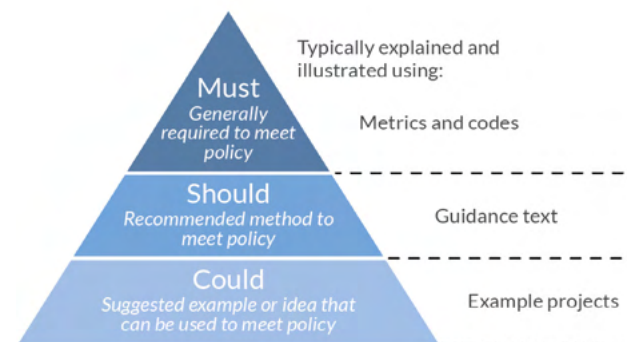 Typically explained and
illustrated using:
Must
Generally
required to meet
policy
Metrics and codes
Should
Recommended method to
meet policy
Guidance text
Could
Suggested example or idea that
can be used to meet policy
Example projects